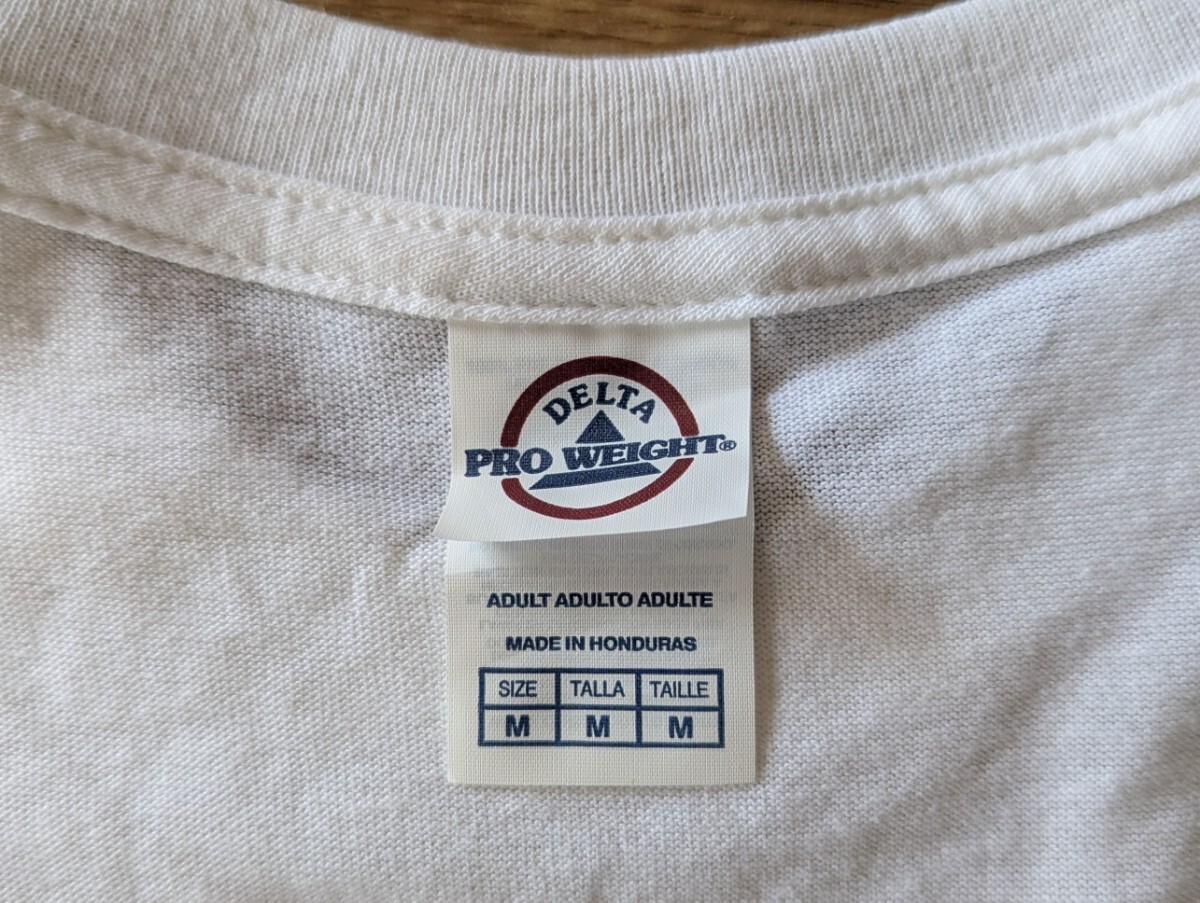 DELTA
PRO WEIGHT®
ADULT ADULTO ADULTE
MADE IN HONDURAS
SIZE TALLA TAILLE
M M M